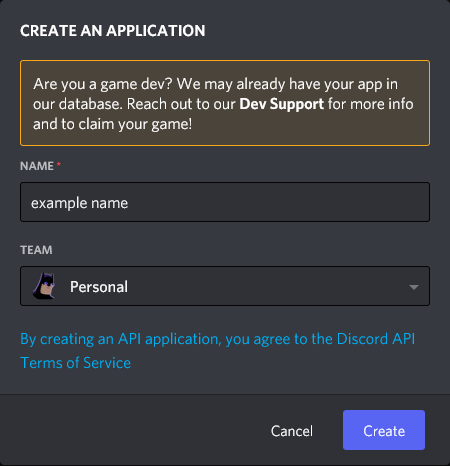 CREATE AN APPLICATION
Are you a game dev? We may already have your app in
our database. Reach out to our Dev Support for more info
and to claim your game!
NAME *
example name
TEAM
Personal
By creating an API application, you agree to the Discord API
Terms of Service
Cancel
Create